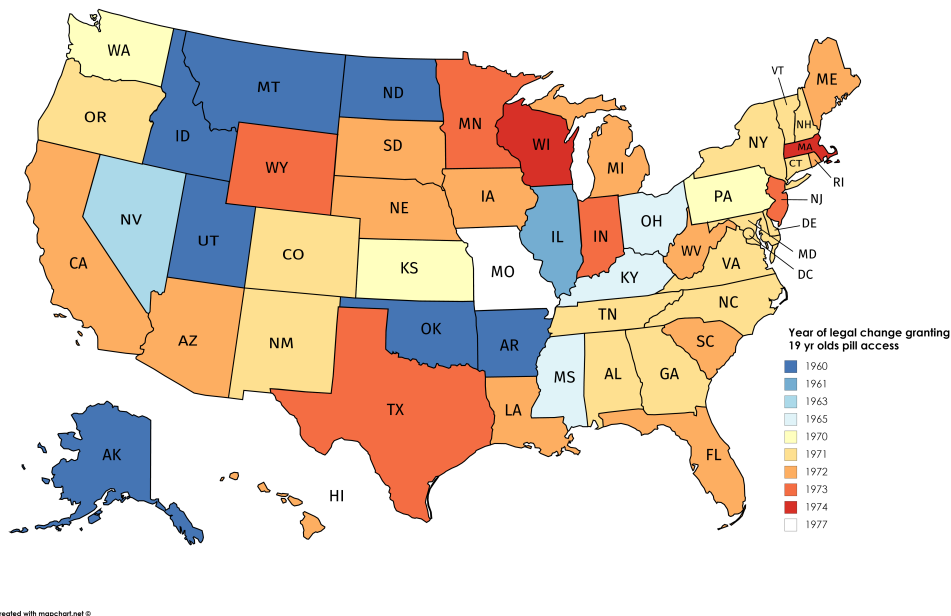 WA
MT
ND
MN
VT
ME
OR
ID
WI
NH
NY
MA
SD
MI
CT
WY
RI
PA
NJ
IA
NE
NV
OH
DE
UT
IL
IN
WV
MD
CO
VA
DC
CA
KS
MO
KY
NC
TN
OK
AZ
NM
AR
SC
MS
AL
GA
TX
LA
AK
FL
HI
Year of legal change granting
19 yr olds pill access
1960
1961
1963
1965
1970
1971
1972
1973
1974
1977
reated with mapchart.net ©